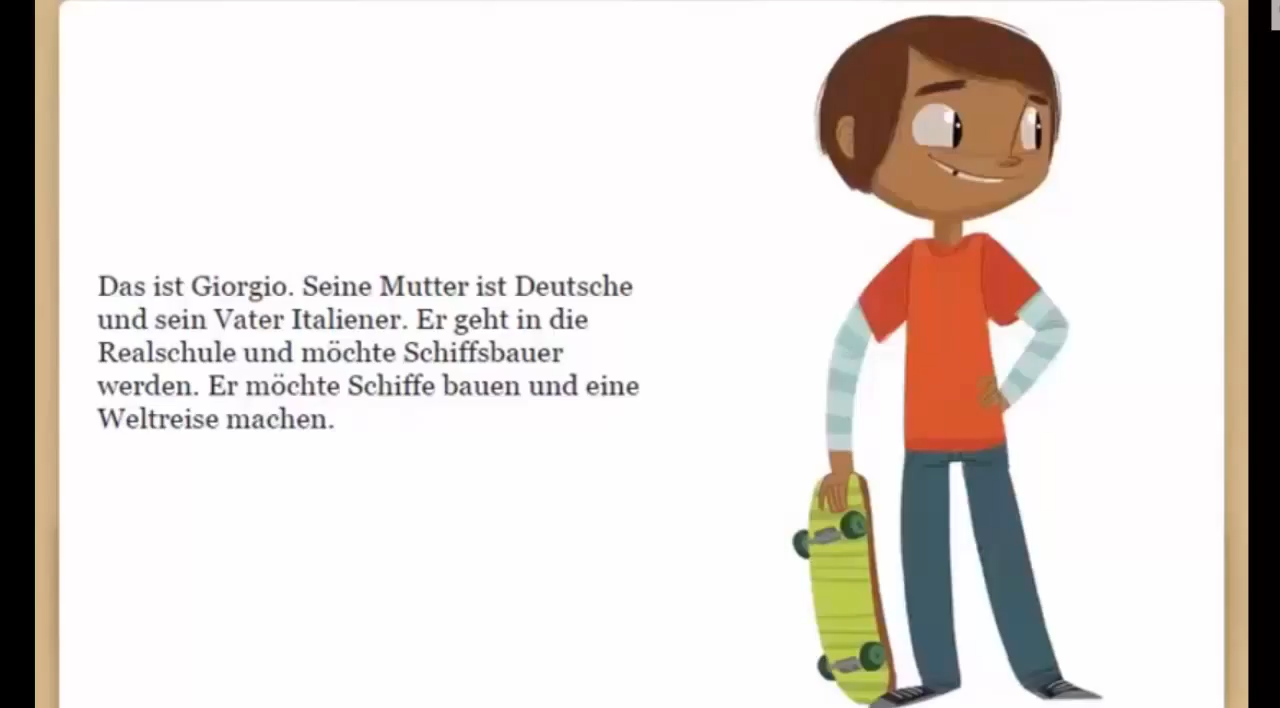 Das ist Giorgio. Seine Mutter ist Deutsche
und sein Vater Italiener. Er geht in die
Realschule und möchte Schiffsbauer
werden. Er möchte Schiffe bauen und eine
Weltreise machen.